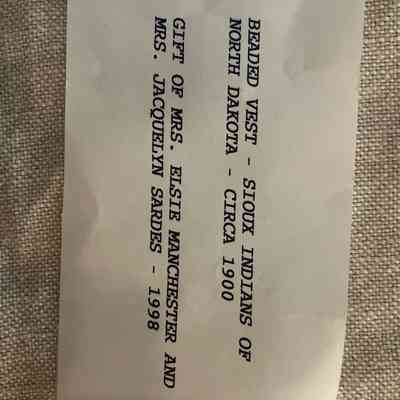 BEADED VEST - SIOUX INDIANS OF
NORTH DAKOTA - CIRCA 1900
GIFT OF MRS. ELSIE MANCHESTER AND
MRS. JACQUELYN SARDES - 1998